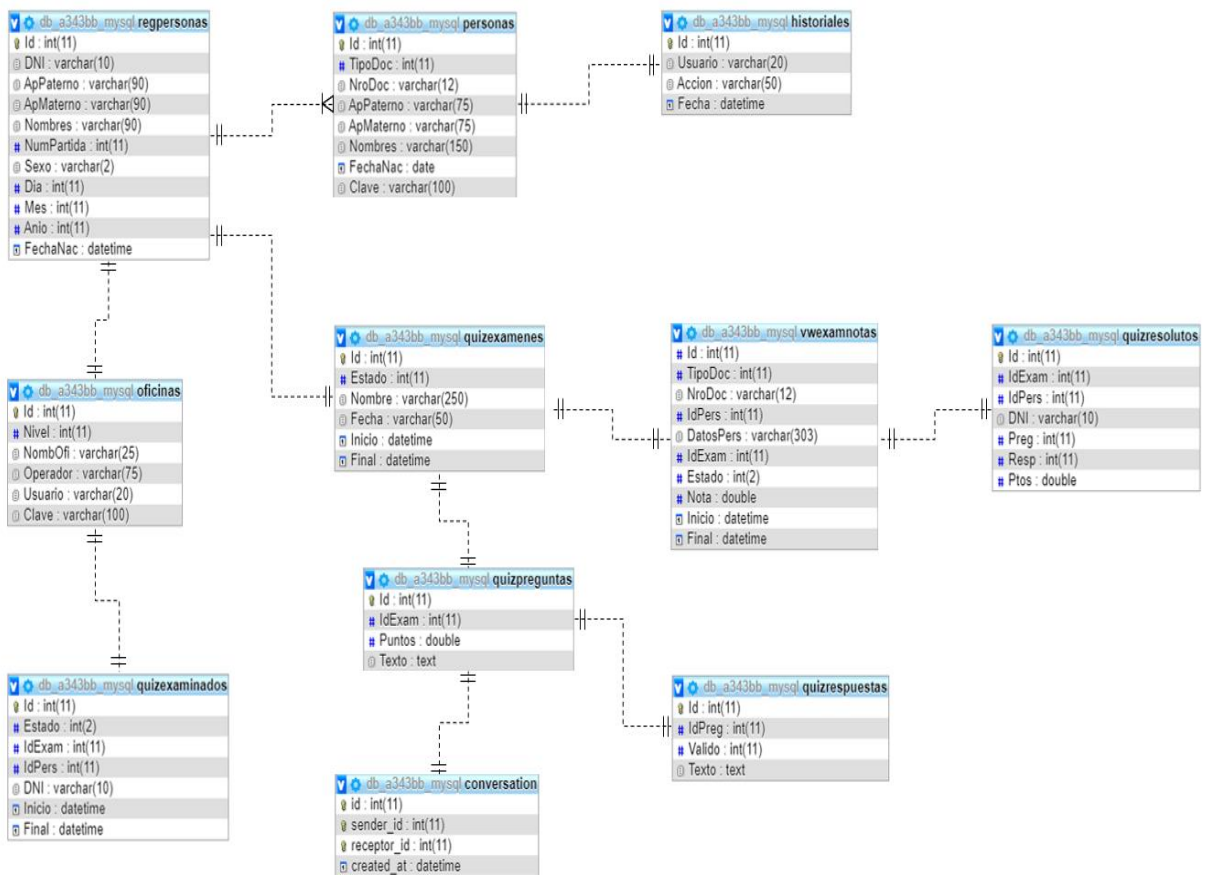 db_a343bb_mysql regpersonas
Id : int(11)
DNI : varchar(10)
ApPaterno : varchar(90)
ApMaterno : varchar(90)
Nombres : varchar(90)
NumPartida : int(11)
Sexo : varchar(2)
Dia : int(11)
Mes : int(11)
Anio : int(11)
FechaNac : datetime
db_a343bb_mysql personas
Id : int(11)
TipoDoc : int(11)
NroDoc : varchar(12)
ApPaterno : varchar(75)
ApMaterno : varchar(75)
Nombres : varchar(150)
FechaNac : date
Clave : varchar(100)
db_a343bb_mysql historiales
Id : int(11)
Usuario : varchar(20)
Accion : varchar(50)
Fecha : datetime
db_a343bb_mysql oficinas
Id : int(11)
Nivel : int(11)
NombOfi : varchar(25)
Operador : varchar(75)
Usuario : varchar(20)
Clave : varchar(100)
db_a343bb_mysql quizexamenes
Id : int(11)
Estado : int(11)
Nombre : varchar(250)
Fecha : varchar(50)
Inicio : datetime
Final : datetime
db_a343bb_mysql vwexamnotas
Id : int(11)
TipoDoc : int(11)
NroDoc : varchar(12)
IdPers : int(11)
DatosPers : varchar(303)
IdExam : int(11)
Estado : int(2)
Nota : double
Inicio : datetime
Final : datetime
db_a343bb_mysql quizresolutos
Id : int(11)
IdExam : int(11)
IdPers : int(11)
DNI : varchar(10)
Preg : int(11)
Resp : int(11)
Ptos : double
db_a343bb_mysql quizpreguntas
Id : int(11)
IdExam : int(11)
Puntos : double
Texto : text
db_a343bb_mysql quizexaminados
Id : int(11)
Estado : int(2)
IdExam : int(11)
IdPers : int(11)
DNI : varchar(10)
Inicio : datetime
Final : datetime
db_a343bb_mysql quizrespuestas
Id : int(11)
IdPreg : int(11)
Valido : int(11)
Texto : text
db_a343bb_mysql conversation
id : int(11)
sender_id : int(11)
receptor_id : int(11)
created_at : datetime